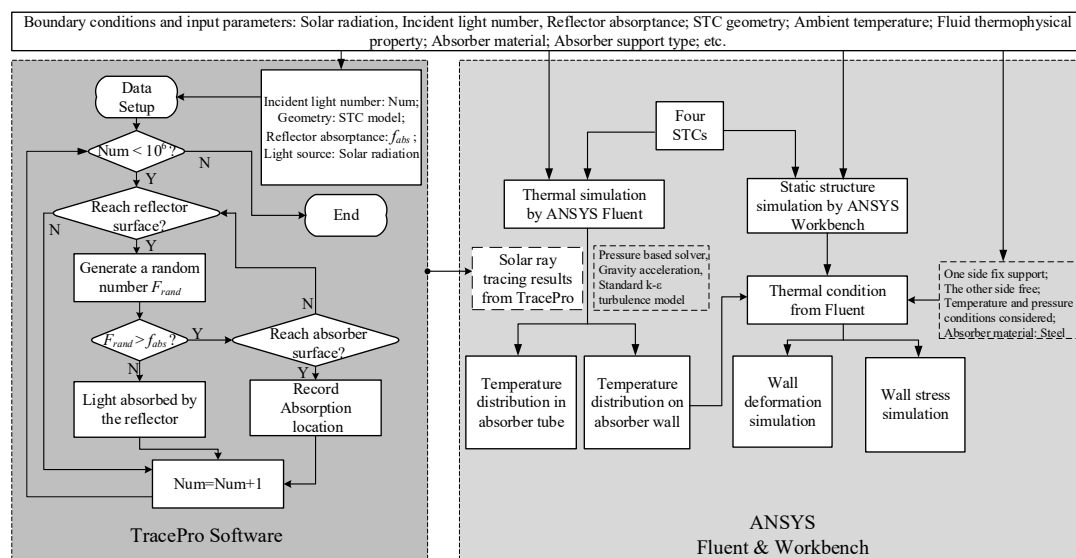 Boundary conditions and input parameters: Solar radiation, Incident light number, Reflector absorptance; STC geometry; Ambient temperature; Fluid thermophysical
property; Absorber material; Absorber support type; etc.
Data
Setup
Incident light number: Num;
Geometry: STC model;
Reflector absorptance: f_abs ;
Light source: Solar radiation
Num < 10^6 ?
N
Y
Reach reflector
surface?
N
Y
End
Generate a random
number F_rand
N
F_rand > f_abs ?
Y
Reach absorber
surface?
N
Y
Light absorbed by
the reflector
Record
Absorption
location
Num=Num+1
TracePro Software
Four
STCs
Thermal simulation
by ANSYS Fluent
Static structure
simulation by ANSYS
Workbench
Solar ray
tracing results
from TracePro
Pressure based solver,
Gravity acceleration,
Standard k-ε
turbulence model
Thermal condition
from Fluent
One side fix support;
The other side free;
Temperature and pressure
conditions considered;
Absorber material: Steel
Temperature
distribution in
absorber tube
Temperature
distribution on
absorber wall
Wall
deformation
simulation
Wall stress
simulation
ANSYS
Fluent & Workbench